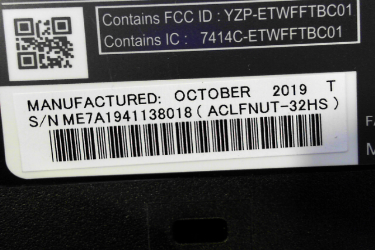 Contains FCC ID : YZP-ETWFFTBC01
Contains IC : 7414C-ETWFFTBC01
MANUFACTURED: OCTOBER 2019 T
S/N ME7A1941138018 ( ACLFNUT-32HS )